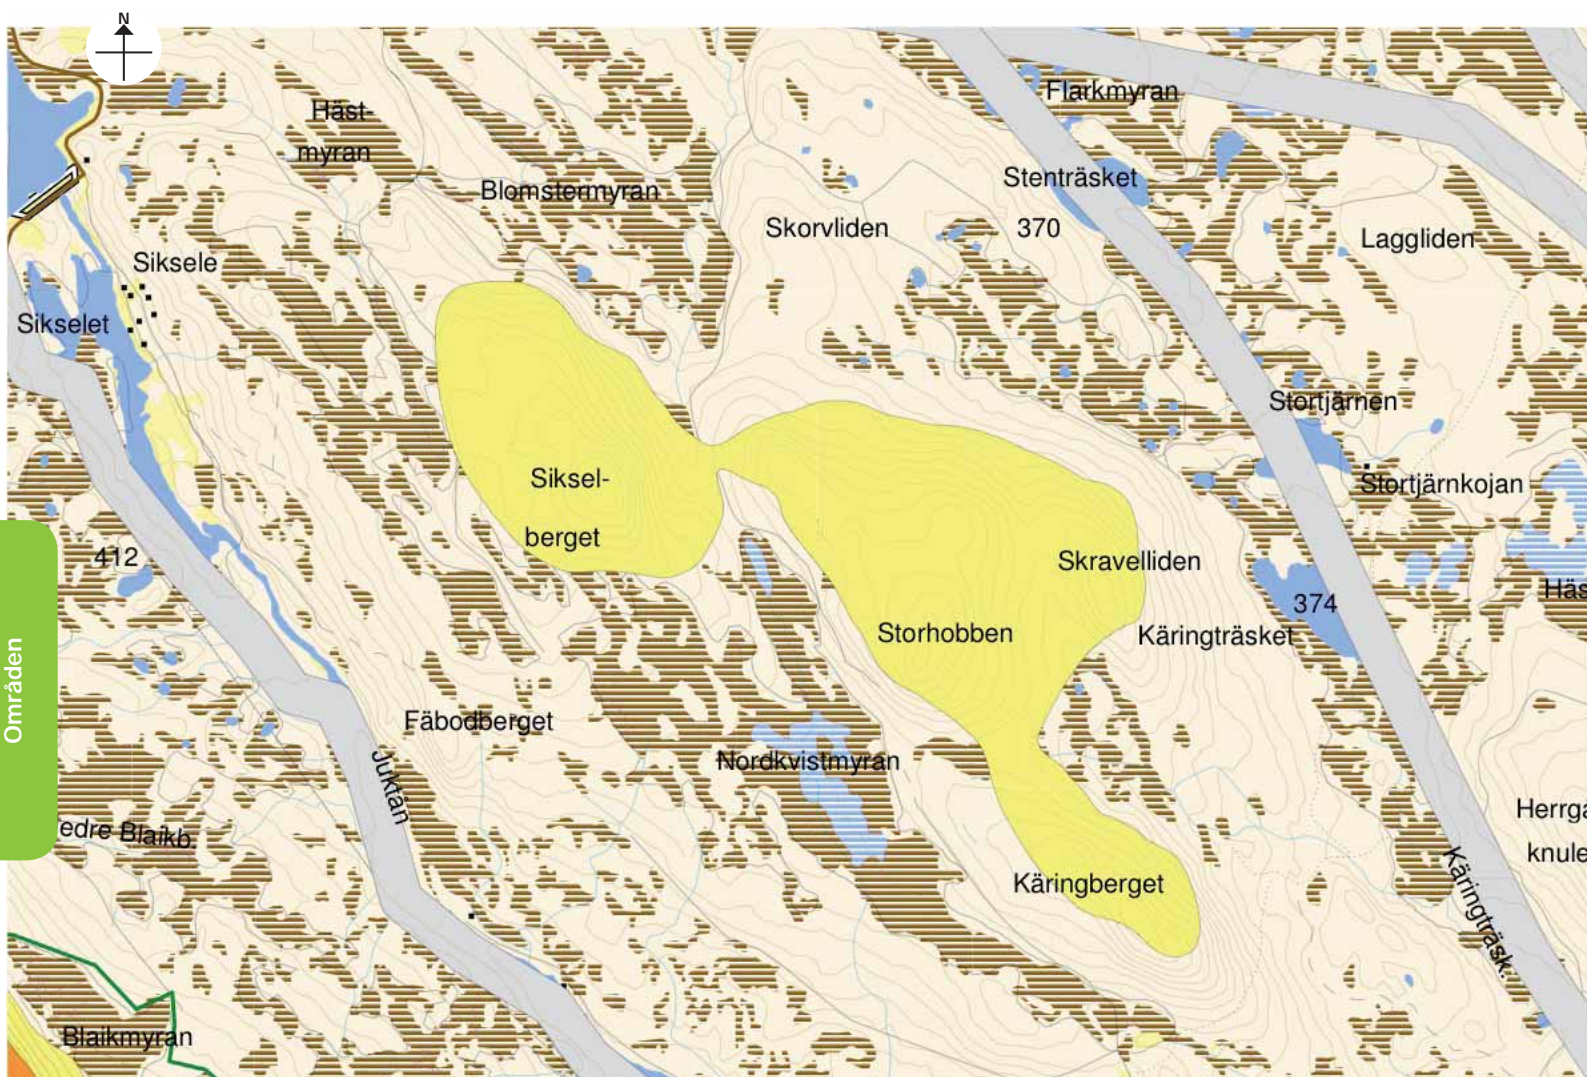 N
Flarkmyran
Häst-
myran
Stenträsket
Blomstermyran
Skorvliden
370
Laggliden
Siksele
Sikselet
Stortjärnen
Siksel-
berget
Stortjärnkojan
412
Skravelliden
374
Häs
Storhobben
Käringträsket
Områden
Fäbodberget
Nordkvistmyran
Juktån
edre Blaikb.
Herrga
knule
Käringberget
Käringträsk.
Blaikmyran